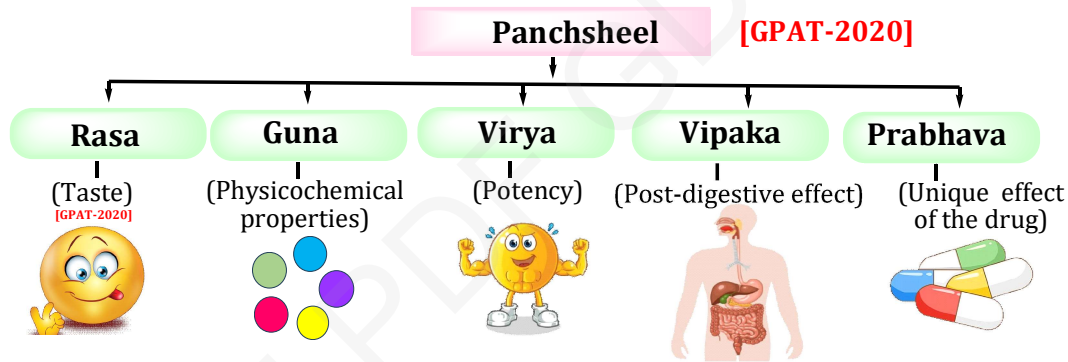 Panchsheel [GPAT-2020]
Rasa
(Taste)
[GPAT-2020]
Guna
(Physicochemical
properties)
Virya
(Potency)
Vipaka
(Post-digestive effect)
Prabhava
(Unique effect
of the drug)